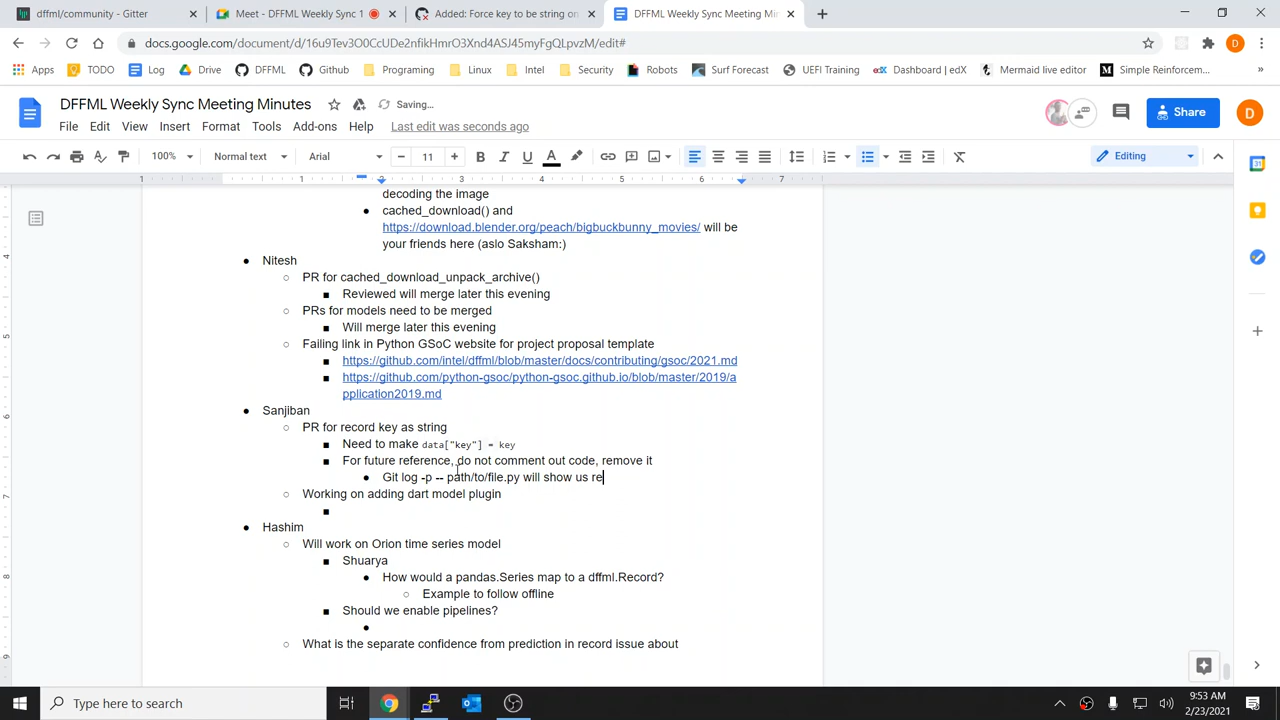 dffml/community - Gitter
Meet - DFFML Weekly Sync 1
Added: Force key to be string on
DFFML Weekly Sync Meeting Min
docs.google.com/document/d/16u9Tev3O0CcUDe2nfikHmrO3Xnd4ASJ45myFgQLpvzM/edit#
D
Apps
TODO
Log
Drive
DFFML
Github
Programing
Linux
Intel
Security
Robots
Surf Forecast
UEFI Training
Dashboard | edX
Mermaid live editor
Simple Reinforcem...
»
DFFML Weekly Sync Meeting Minutes
Saving...
File Edit View Insert Format Tools Add-ons Help Last edit was seconds ago
Share
D
100%
Normal text
Arial
11
Editing
1 1 2 3 4 5 6 7
decoding the image
cached_download() and
https://download.blender.org/peach/bigbuckbunny_movies/ will be
your friends here (aslo Saksham:)
Nitesh
PR for cached_download_unpack_archive()
Reviewed will merge later this evening
PRs for models need to be merged
Will merge later this evening
Failing link in Python GSoC website for project proposal template
https://github.com/intel/dffml/blob/master/docs/contributing/gsoc/2021.md
https://github.com/python-gsoc/python-gsoc.github.io/blob/master/2019/a
pplication2019.md
Sanjiban
PR for record key as string
Need to make data["key"] = key
For future reference, do not comment out code, remove it
Git log -p -- path/to/file.py will show us re
Working on adding dart model plugin
Hashim
Will work on Orion time series model
Shuarya
How would a pandas.Series map to a dffml.Record?
Example to follow offline
Should we enable pipelines?
What is the separate confidence from prediction in record issue about
Type here to search
9:53 AM
2/23/2021